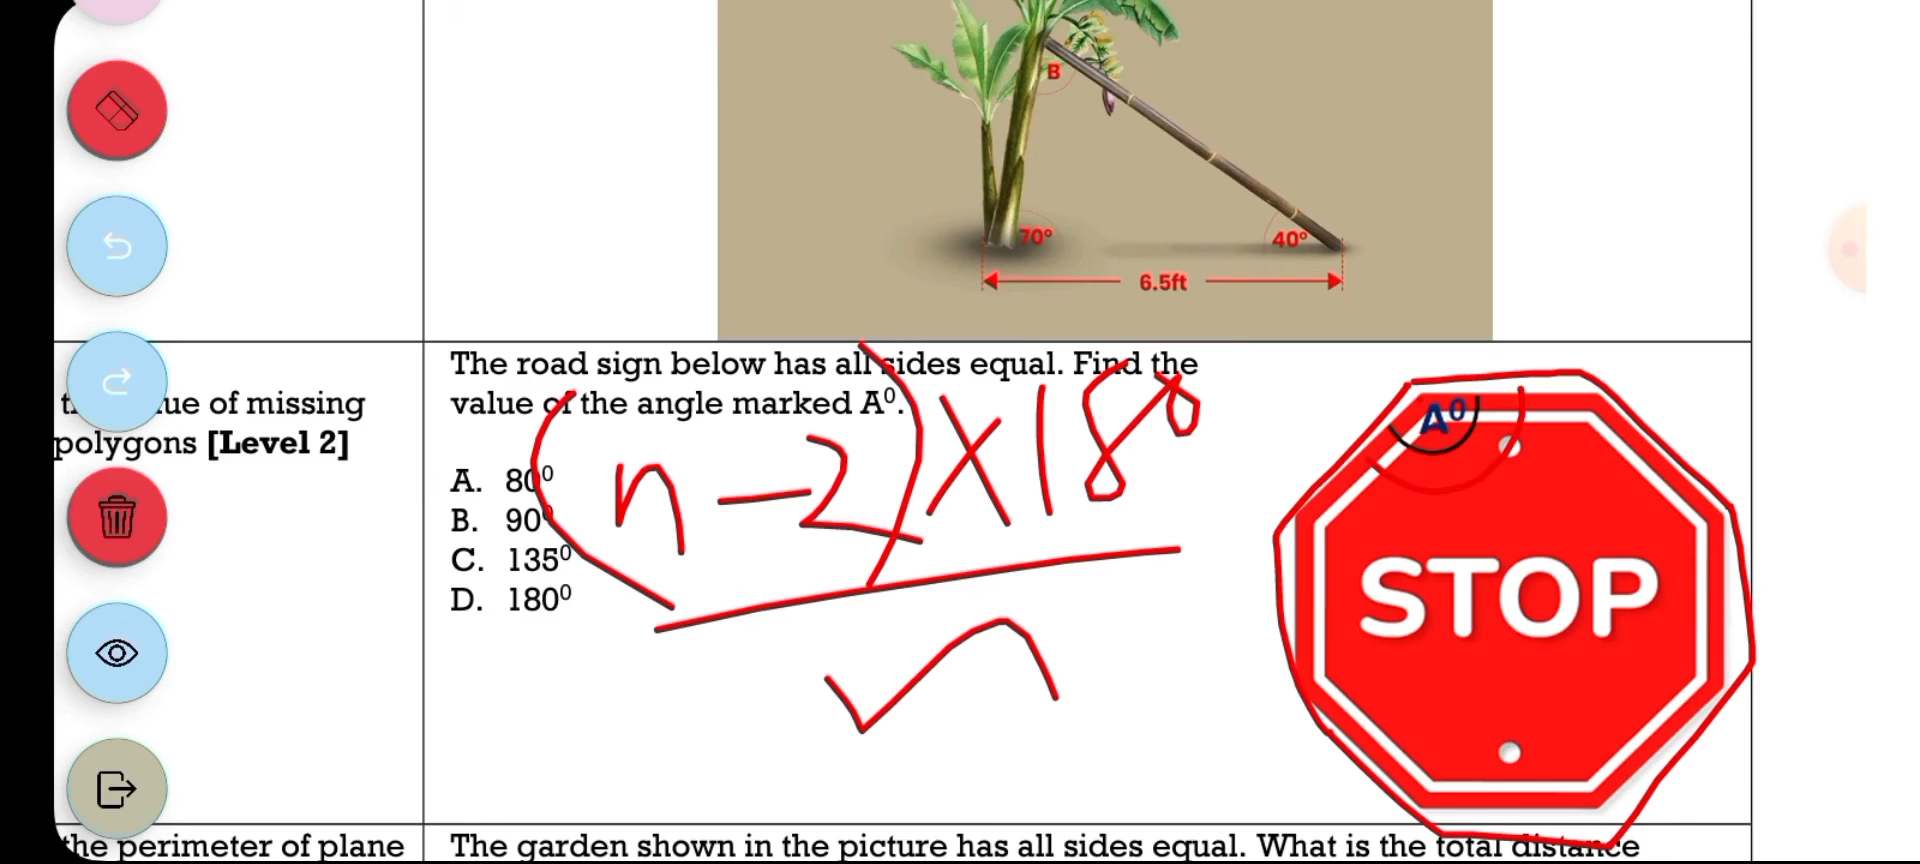 B
70⁰
40⁰
6.5ft
polygons [Level 2]
ue of missing
The road sign below has all sides equal. Find the
value of the angle marked A⁰.
A. 80⁰
B. 90⁰
C. 135⁰
D. 180⁰
(n-2)×180
n
A⁰
STOP
the perimeter of plane
The garden shown in the picture has all sides equal. What is the total distance